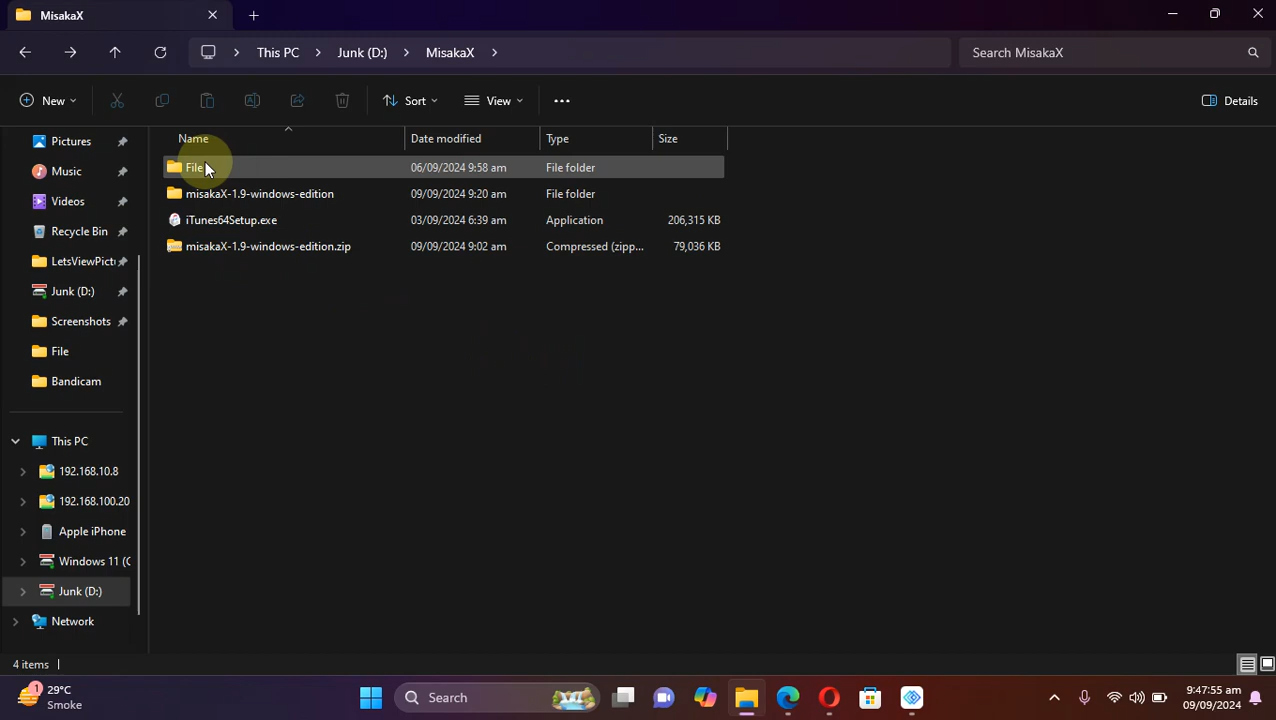 MisakaX
This PC
Junk (D:)
MisakaX
Search MisakaX
New
Sort
View
Details
Name
Date modified
Type
Size
Pictures
Music
Videos
Recycle Bin
LetsViewPictu
Junk (D:)
Screenshots
File
Bandicam
This PC
192.168.10.8
192.168.100.20
Apple iPhone
Windows 11 (C
Junk (D:)
Network
File
06/09/2024 9:58 am
File folder
misakaX-1.9-windows-edition
09/09/2024 9:20 am
File folder
iTunes64Setup.exe
03/09/2024 6:39 am
Application
206,315 KB
misakaX-1.9-windows-edition.zip
09/09/2024 9:02 am
Compressed (zipp...
79,036 KB
4 items
1
29°C
Smoke
Search
9:47:55 am
09/09/2024